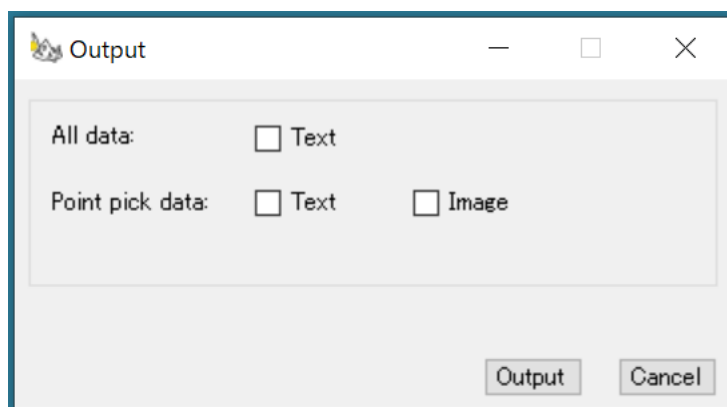 Output
All data: Text
Point pick data: Text Image
Output Cancel